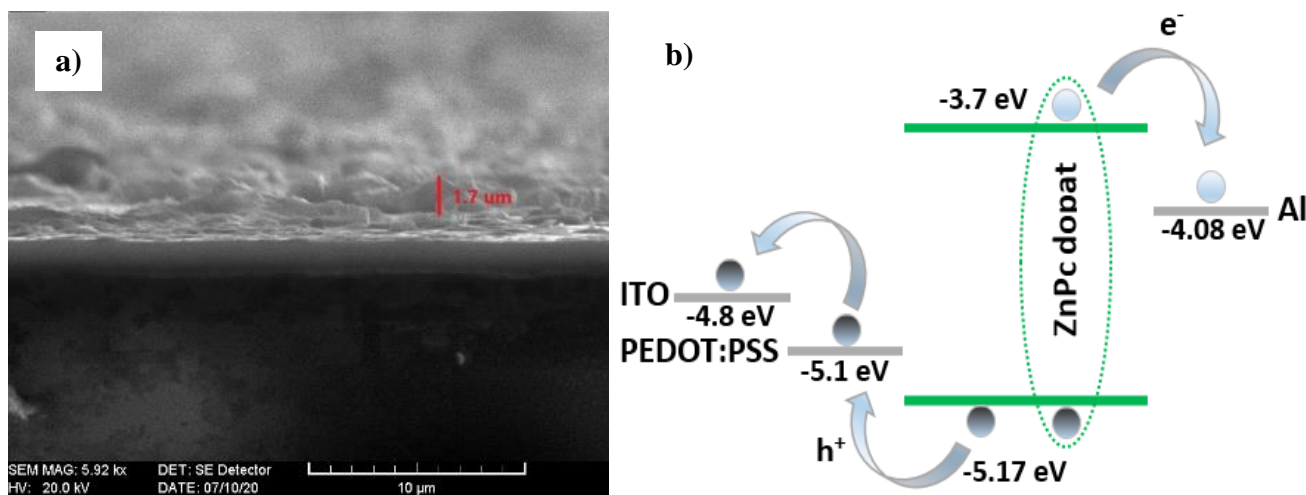 a)
1.7 um
SEM MAG: 5.92 kx DET: SE Detector
HV: 20.0 kV DATE: 07/10/20 10 µm
b)
e-
-3.7 eV
ZnPc dopat
Al
-4.08 eV
ITO
-4.8 eV
PEDOT:PSS
-5.1 eV
h+
-5.17 eV